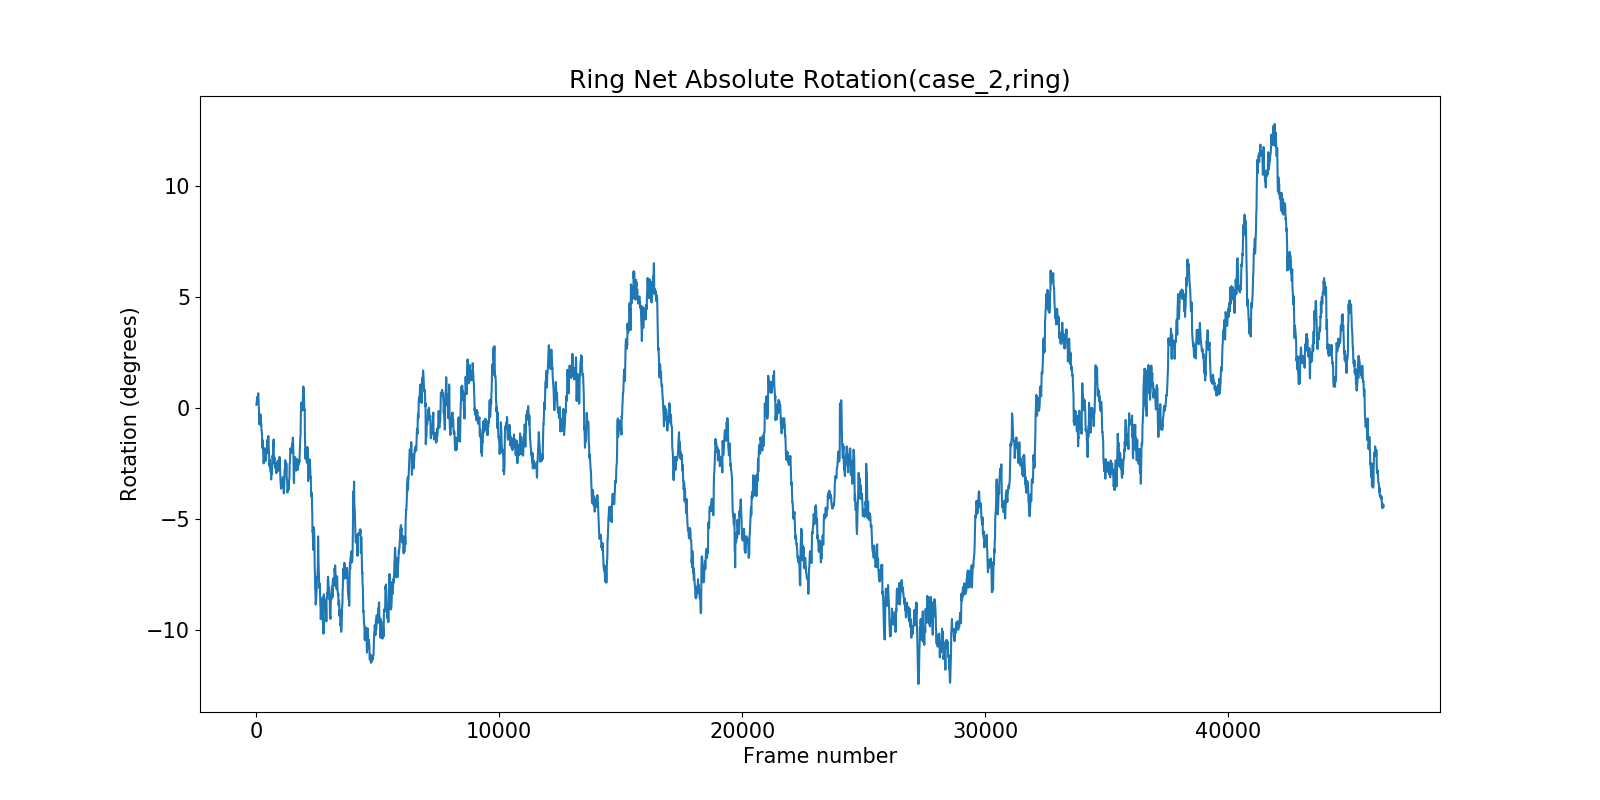 Ring Net Absolute Rotation(case_2,ring)
Rotation (degrees)
10
5
0
−5
−10
0 10000 20000 30000 40000
Frame number